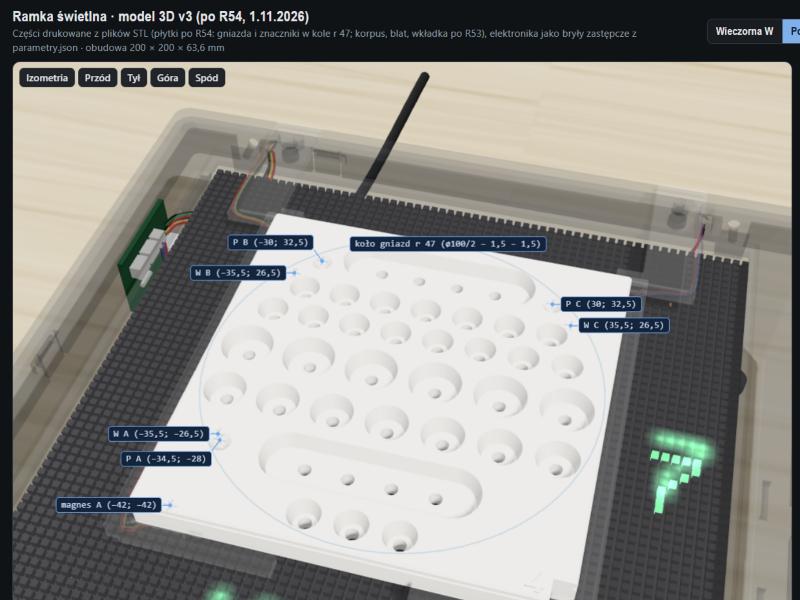 Ramka świetlna · model 3D v3 (po R54, 1.11.2026)
Części drukowane z plików STL (płytki po R54: gniazda i znaczniki w kole r 47; korpus, blat, wkładka po R53), elektronika jako bryły zastępcze z
parametry.json · obudowa 200 × 200 × 63,6 mm
Wieczorna W
Izometria
Przód
Tył
Góra
Spód
P B (−30; 32,5)
koło gniazd r 47 (ø100/2 − 1,5 − 1,5)
W B (−35,5; 26,5)
P C (30; 32,5)
W C (35,5; 26,5)
W A (−35,5; −26,5)
P A (−34,5; −28)
magnes A (−42; −42)